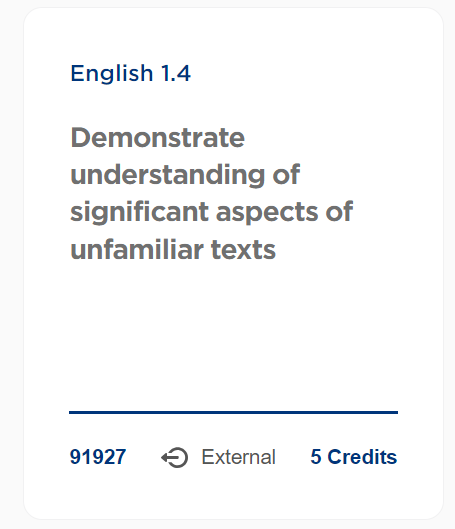 English 1.4
Demonstrate
understanding of
significant aspects of
unfamiliar texts
91927 External 5 Credits